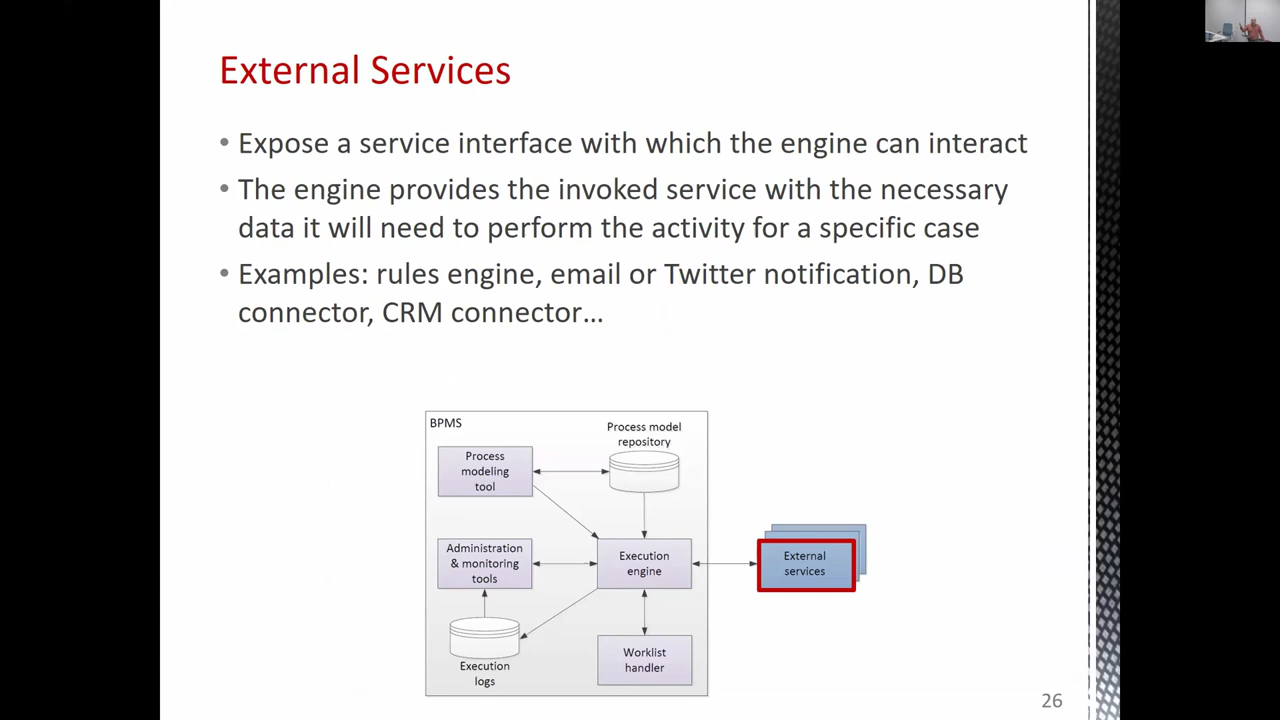 External Services
• Expose a service interface with which the engine can interact
• The engine provides the invoked service with the necessary
data it will need to perform the activity for a specific case
• Examples: rules engine, email or Twitter notification, DB
connector, CRM connector…
BPMS
Process model
repository
Process
modeling
tool
Administration
& monitoring
tools
Execution
engine
External
services
Execution
logs
Worklist
handler
26